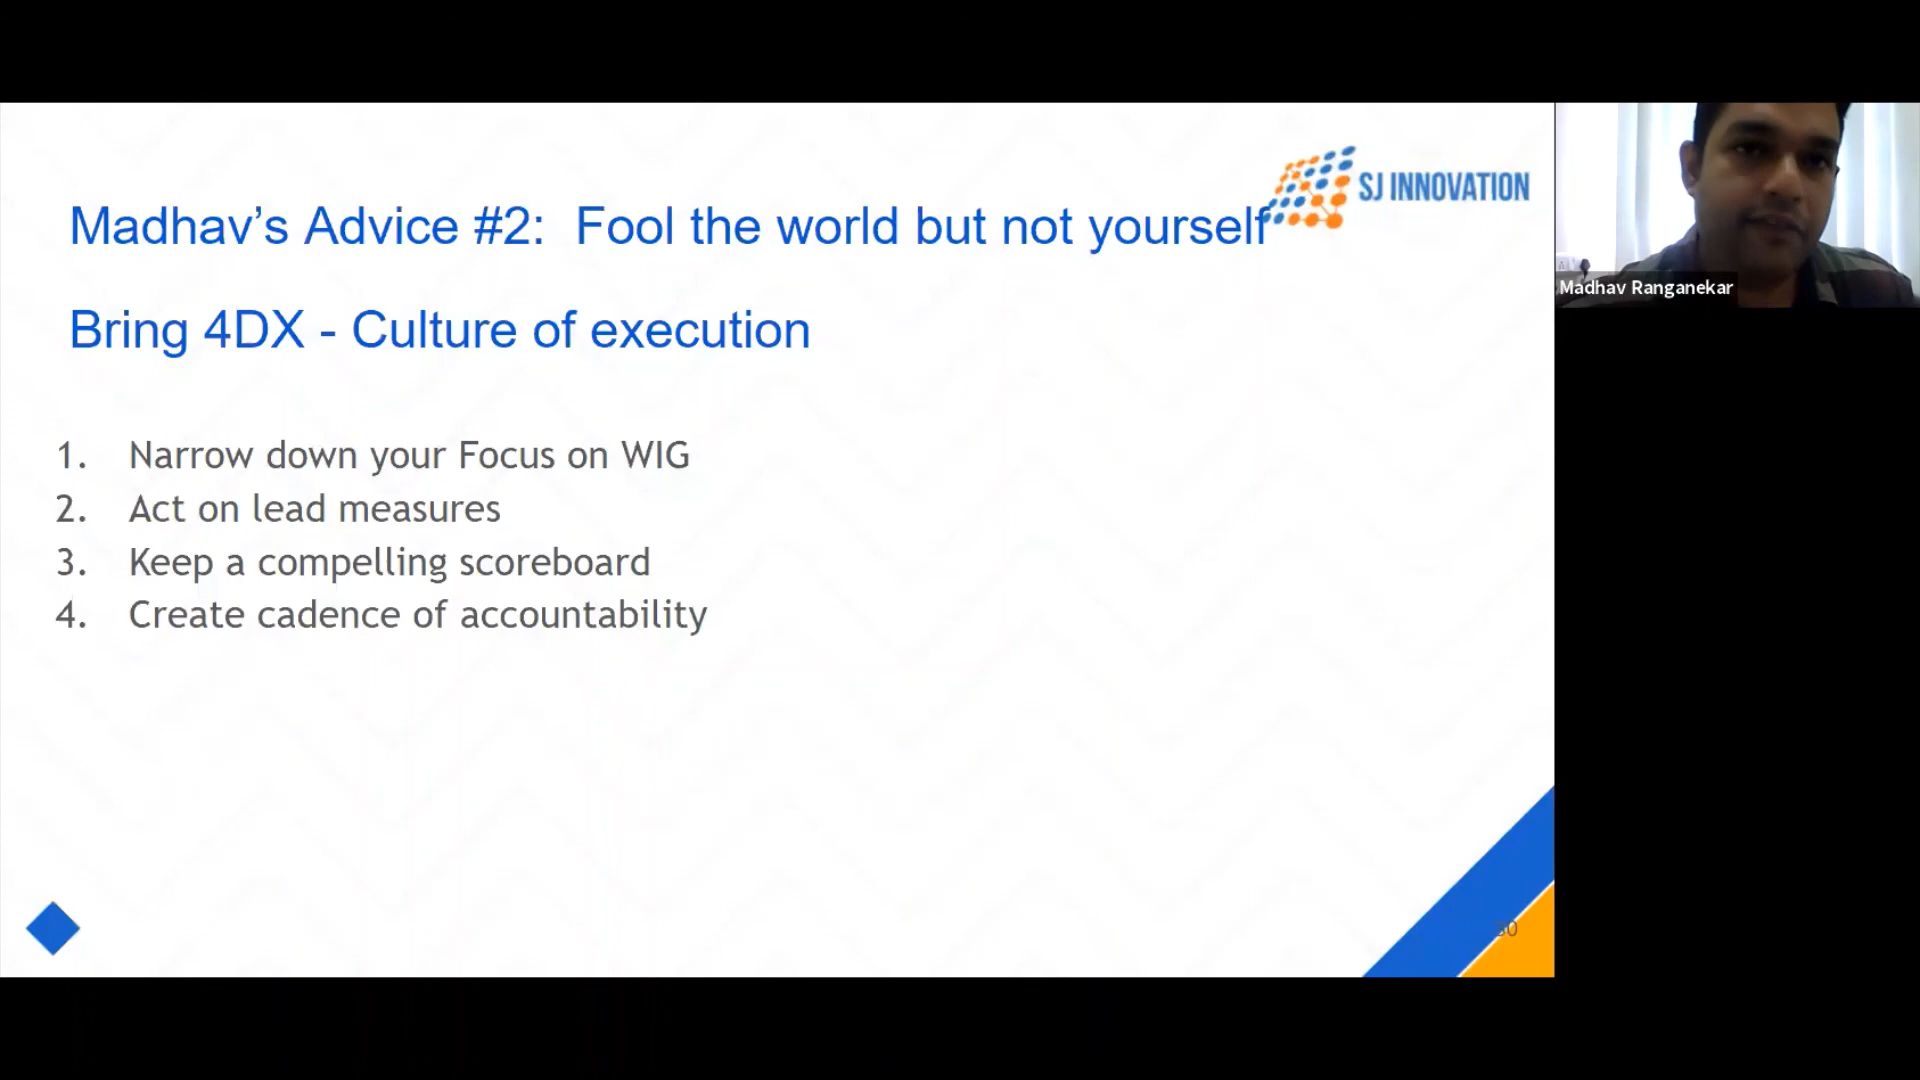 SJ INNOVATION
Madhav’s Advice #2: Fool the world but not yourself
Bring 4DX - Culture of execution
1. Narrow down your Focus on WIG
2. Act on lead measures
3. Keep a compelling scoreboard
4. Create cadence of accountability
30
Madhav Ranganekar